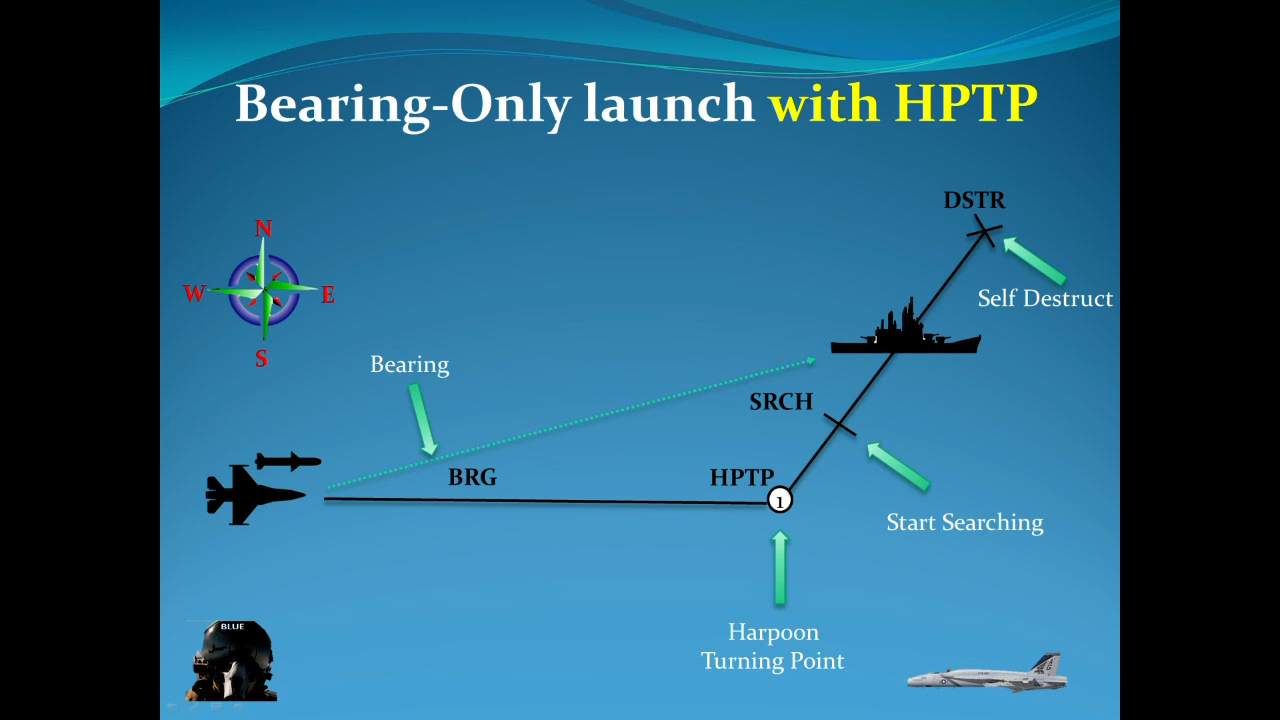 Bearing-Only launch with HPTP
DSTR
N
W
E
S
Self Destruct
Bearing
SRCH
BRG
HPTP
1
Start Searching
Harpoon
Turning Point
BLUE